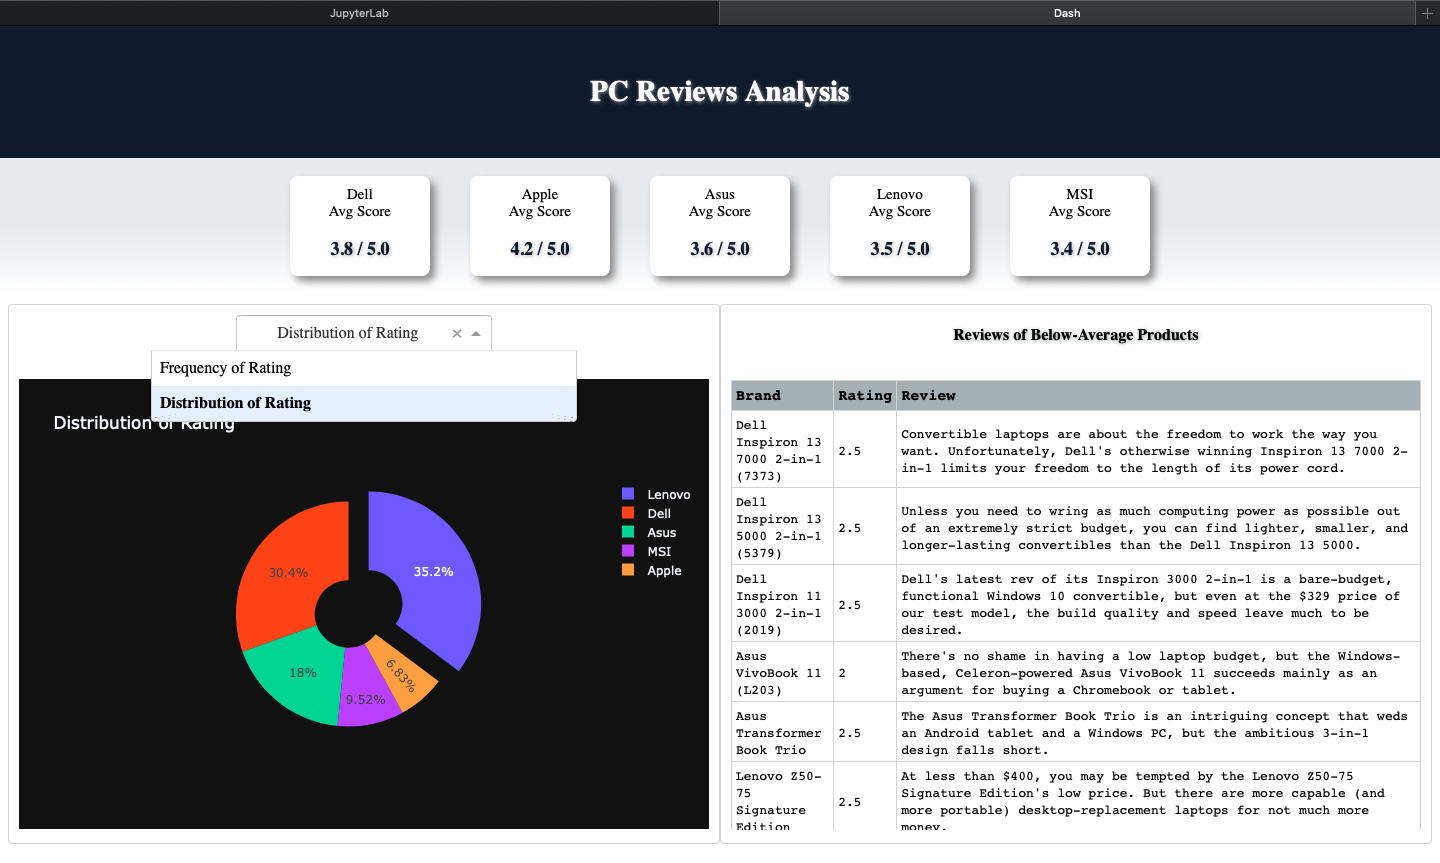 JupyterLab
Dash
PC Reviews Analysis
Dell
Avg Score
3.8 / 5.0
Apple
Avg Score
4.2 / 5.0
Asus
Avg Score
3.6 / 5.0
Lenovo
Avg Score
3.5 / 5.0
MSI
Avg Score
3.4 / 5.0
Distribution of Rating
Frequency of Rating
Distribution of Rating
Distribution of Rating
35.2%
30.4%
18%
9.52%
6.83%
Lenovo
Dell
Asus
MSI
Apple
Reviews of Below-Average Products
Brand Rating Review
Dell
Inspiron 13
7000 2-in-1
(7373)
2.5
Convertible laptops are about the freedom to work the way you
want. Unfortunately, Dell's otherwise winning Inspiron 13 7000 2-
in-1 limits your freedom to the length of its power cord.
Dell
Inspiron 13
5000 2-in-1
(5379)
2.5
Unless you need to wring as much computing power as possible out
of an extremely strict budget, you can find lighter, smaller, and
longer-lasting convertibles than the Dell Inspiron 13 5000.
Dell
Inspiron 11
3000 2-in-1
(2019)
2.5
Dell's latest rev of its Inspiron 3000 2-in-1 is a bare-budget,
functional Windows 10 convertible, but even at the $329 price of
our test model, the build quality and speed leave much to be
desired.
Asus
VivoBook 11
(L203)
2
There's no shame in having a low laptop budget, but the Windows-
based, Celeron-powered Asus VivoBook 11 succeeds mainly as an
argument for buying a Chromebook or tablet.
Asus
Transformer
Book Trio
2.5
The Asus Transformer Book Trio is an intriguing concept that weds
an Android tablet and a Windows PC, but the ambitious 3-in-1
design falls short.
Lenovo Z50-
75
Signature
Edition
2.5
At less than $400, you may be tempted by the Lenovo Z50-75
Signature Edition's low price. But there are more capable (and
more portable) desktop-replacement laptops for not much more
money.